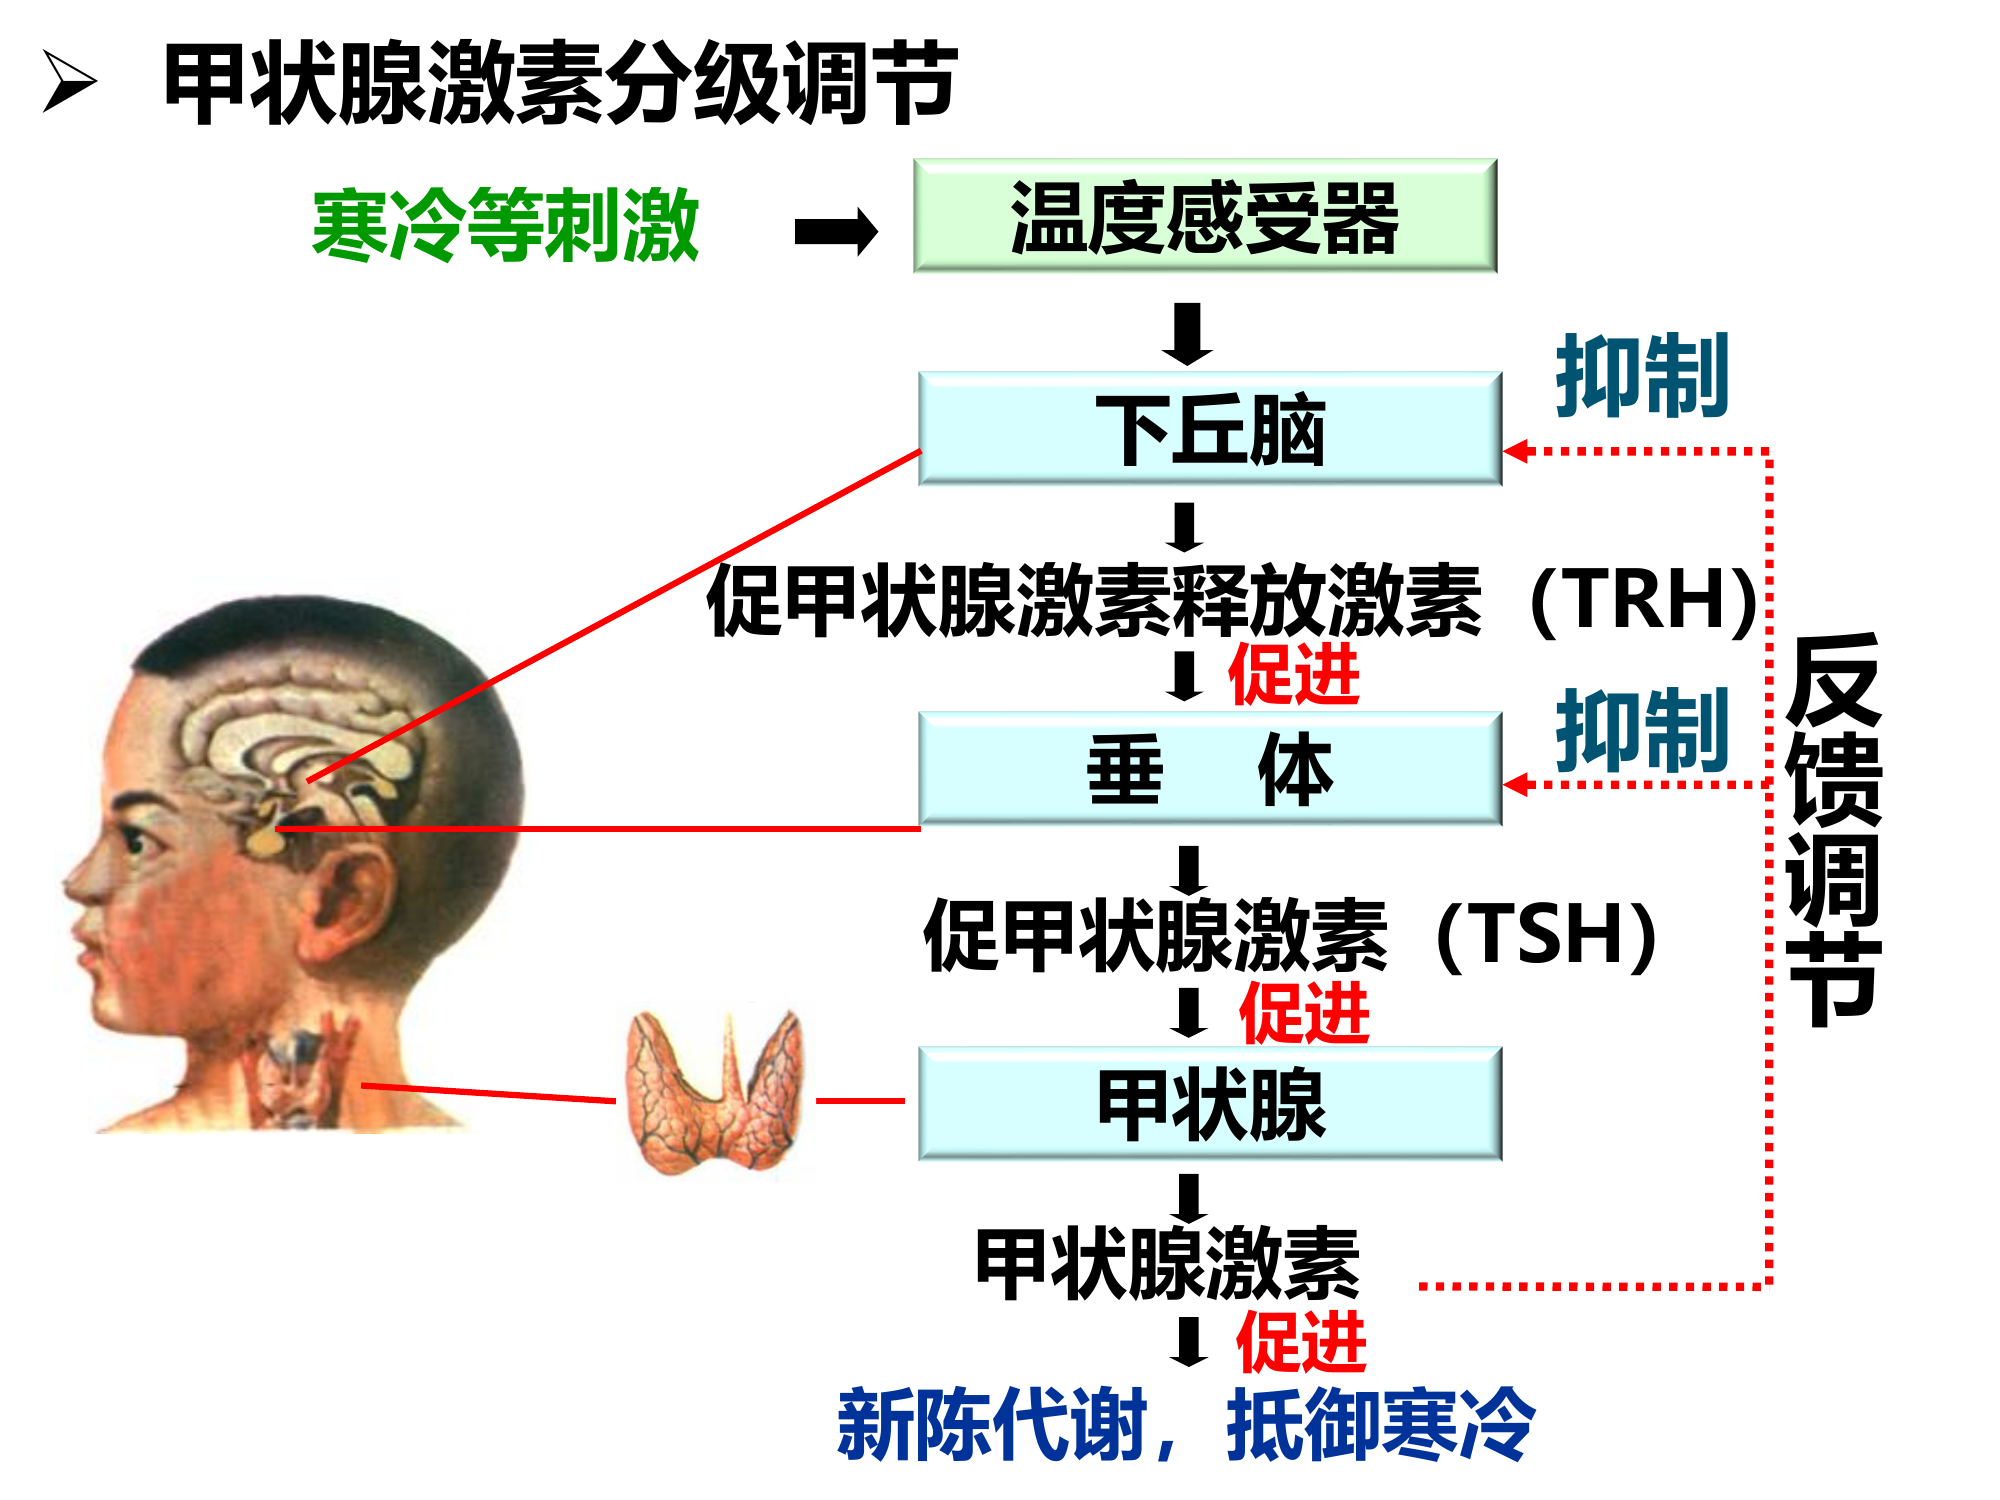 甲状腺激素分级调节
寒冷等刺激
温度感受器
抑制
下丘脑
促甲状腺激素释放激素（TRH）
促进
抑制
垂 体
反馈调节
促甲状腺激素（TSH）
促进
甲状腺
甲状腺激素
促进
新陈代谢，抵御寒冷